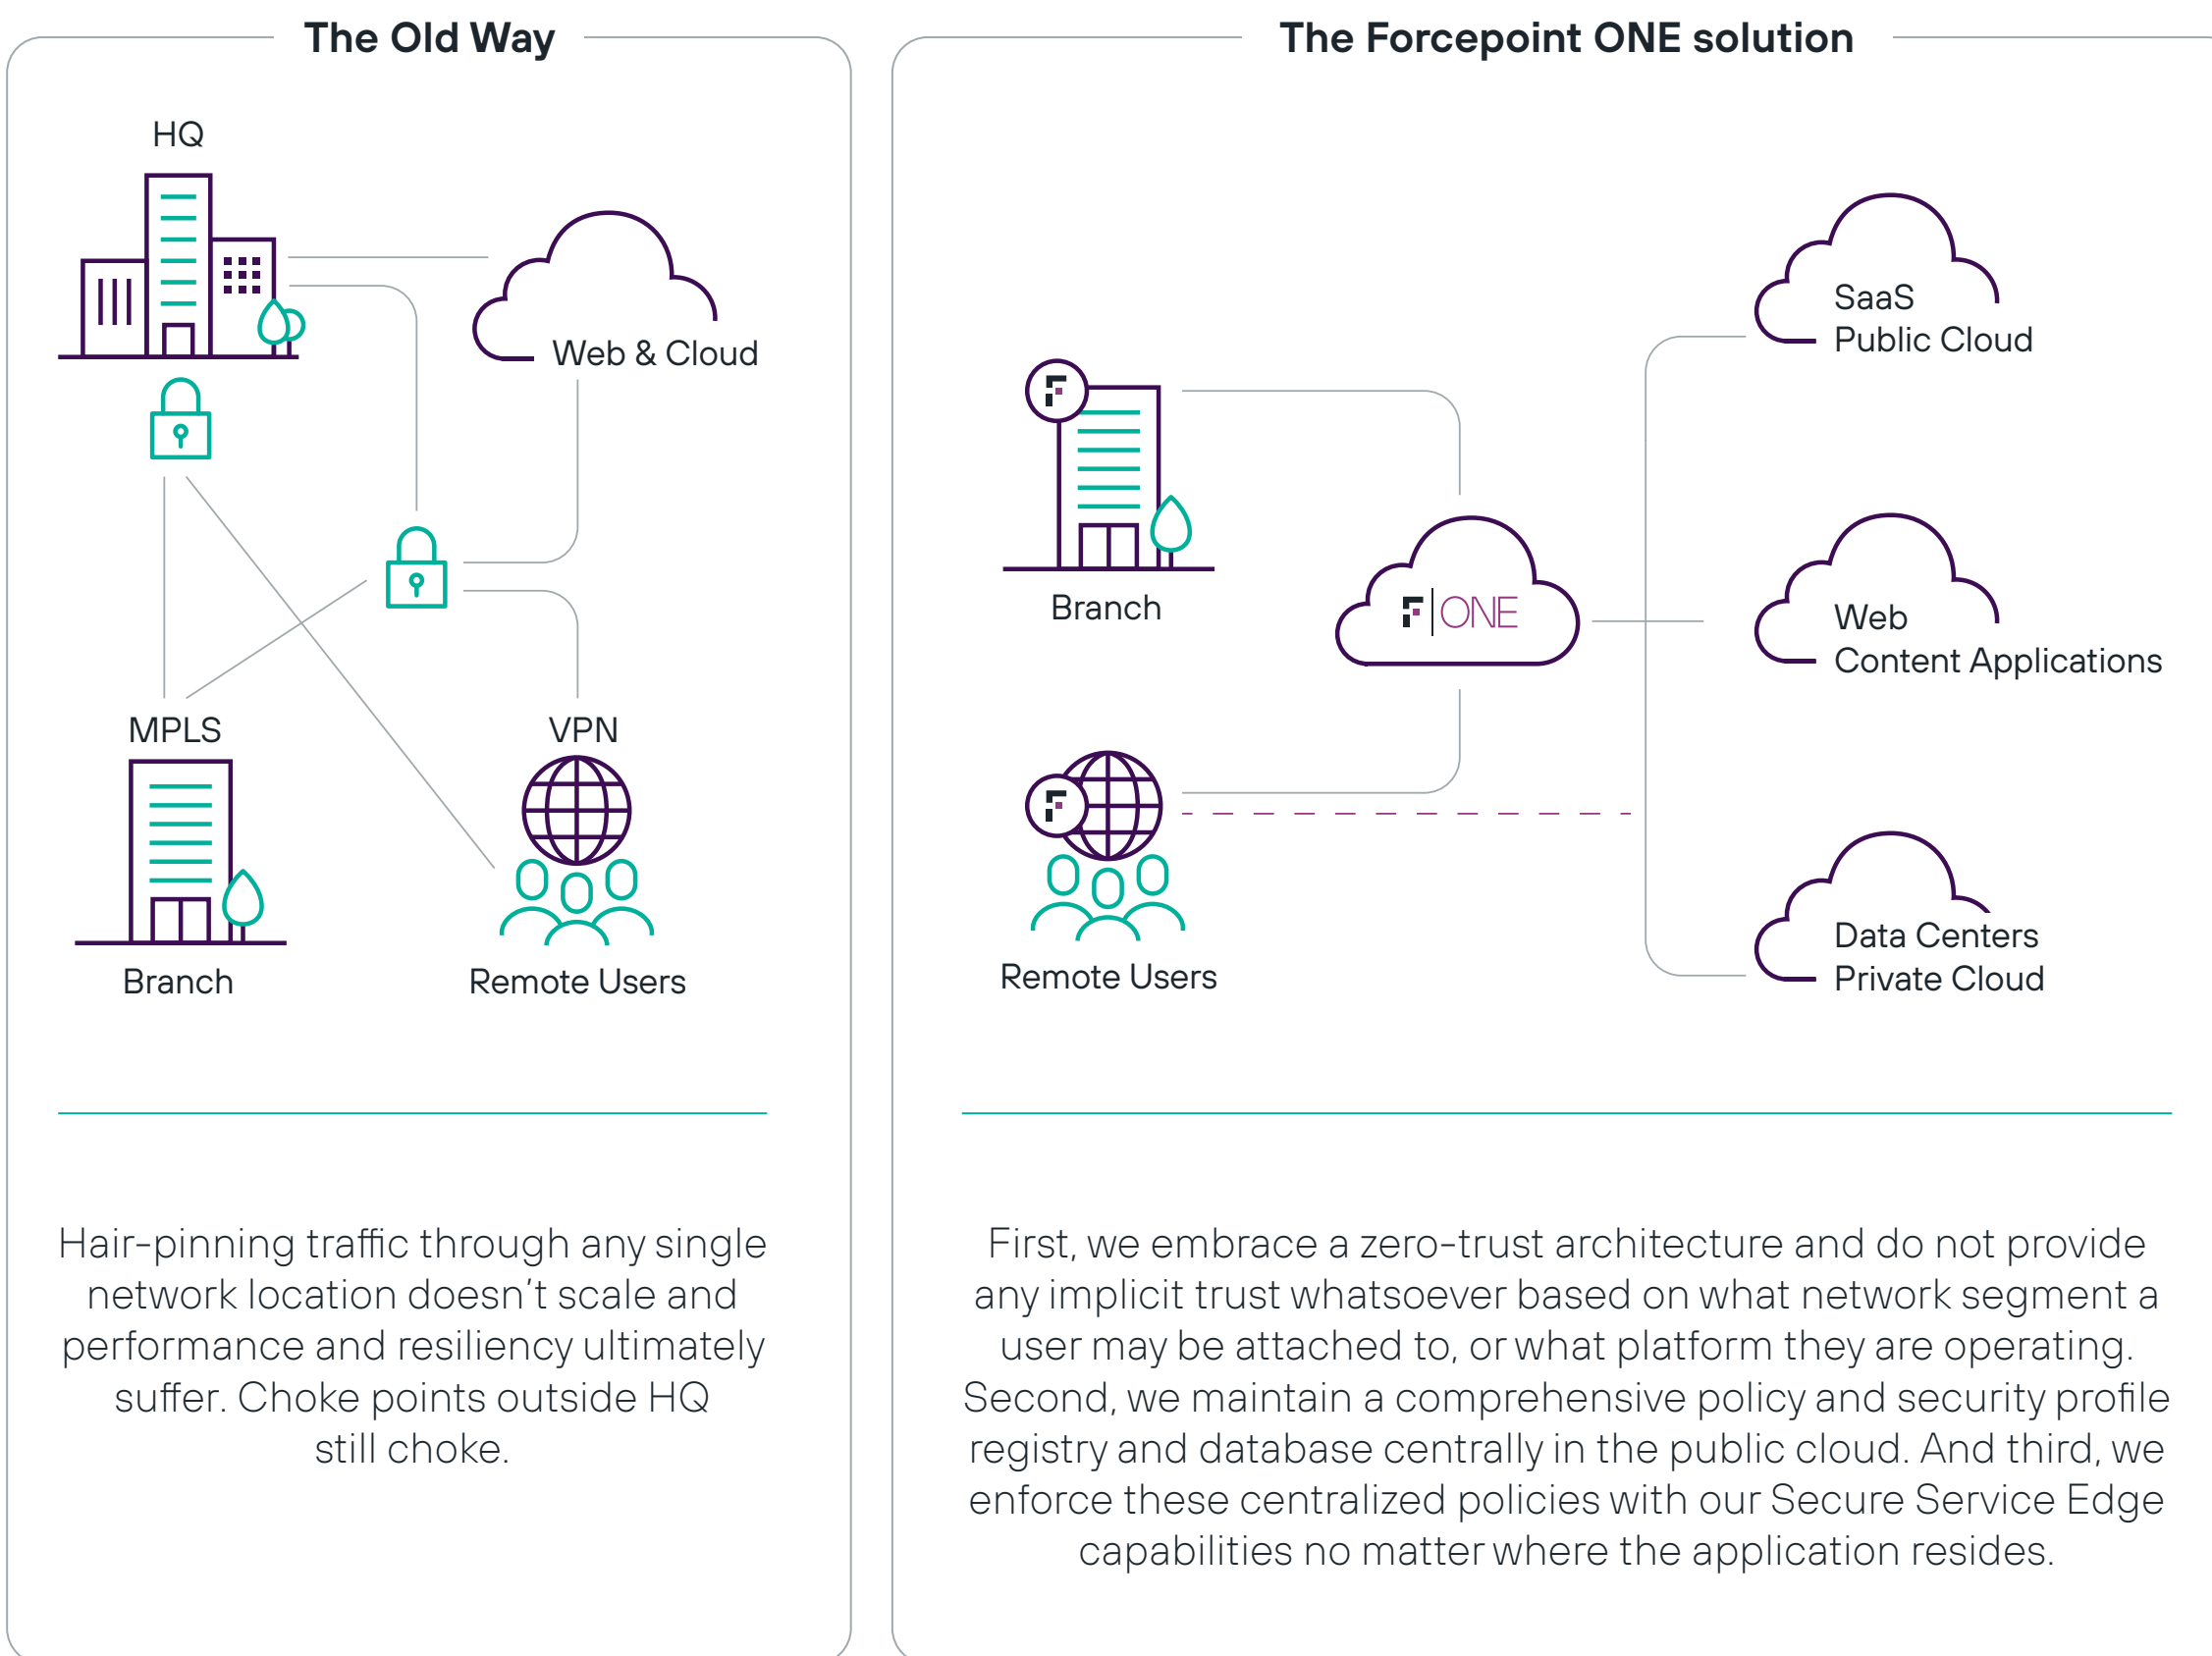 The Old Way
HQ
Web & Cloud
MPLS
VPN
Branch
Remote Users
Hair-pinning traffic through any single
network location doesn’t scale and
performance and resiliency ultimately
suffer. Choke points outside HQ
still choke.
The Forcepoint ONE solution
SaaS
Public Cloud
Branch
F|ONE
Web
Content Applications
Remote Users
Data Centers
Private Cloud
First, we embrace a zero-trust architecture and do not provide
any implicit trust whatsoever based on what network segment a
user may be attached to, or what platform they are operating.
Second, we maintain a comprehensive policy and security profile
registry and database centrally in the public cloud. And third, we
enforce these centralized policies with our Secure Service Edge
capabilities no matter where the application resides.